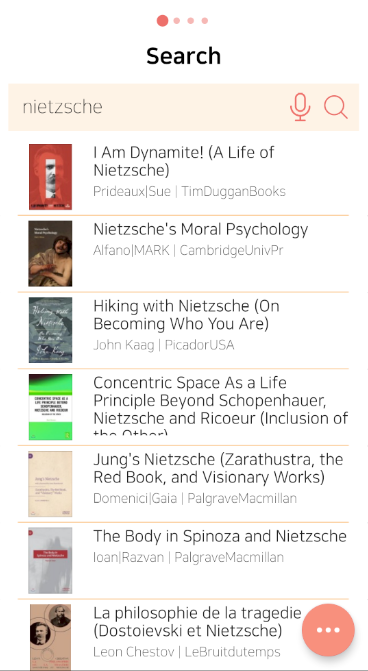 Search
nietzsche
I Am Dynamite! (A Life of
Nietzsche)
Prideaux|Sue | TimDugganBooks
Nietzsche's Moral Psychology
Alfano|MARK | CambridgeUnivPr
Hiking with Nietzsche (On
Becoming Who You Are)
John Kaag | PicadorUSA
Concentric Space As a Life
Principle Beyond Schopenhauer,
Nietzsche and Ricoeur (Inclusion of
the Other)
Jung's Nietzsche (Zarathustra, the
Red Book, and Visionary Works)
Domenici|Gaia | PalgraveMacmillan
The Body in Spinoza and Nietzsche
Ioan|Razvan | PalgraveMacmillan
La philosophie de la tragedie
(Dostoievski et Nietzsche)
Leon Chestov | LeBruitdutemps